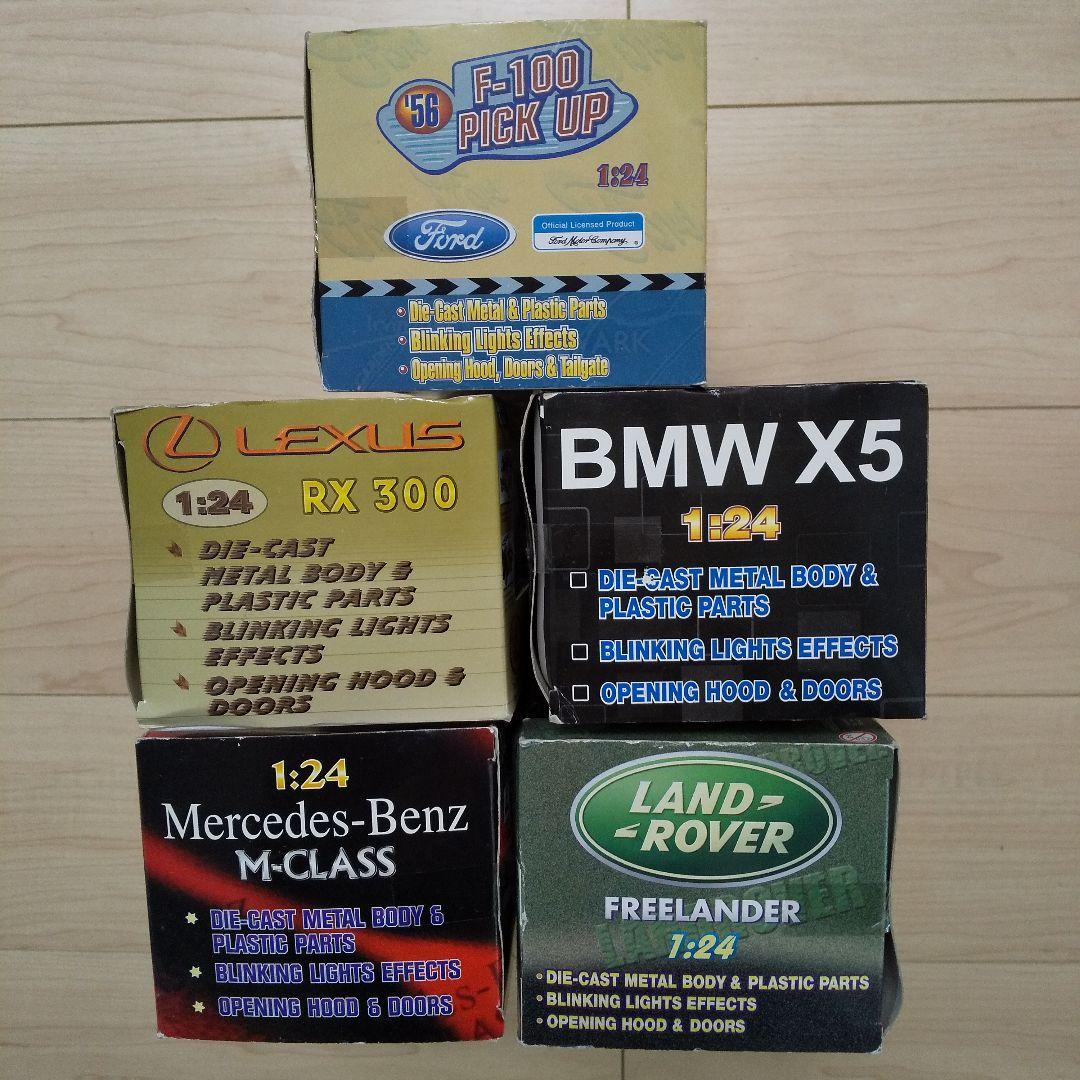 '56
F-100
PICK UP
1:24
Ford
Official Licensed Product
Ford Motor Company
®
• Die-Cast Metal & Plastic Parts
• Blinking Lights Effects
• Opening Hood, Doors & Tailgate
LEXUS
1:24 RX 300
DIE-CAST
METAL BODY &
PLASTIC PARTS
BLINKING LIGHTS
EFFECTS
OPENING HOOD &
DOORS
BMW X5
1:24
□ DIE-CAST METAL BODY &
PLASTIC PARTS
□ BLINKING LIGHTS EFFECTS
□ OPENING HOOD & DOORS
1:24
Mercedes-Benz
M-CLASS
DIE-CAST METAL BODY &
PLASTIC PARTS
BLINKING LIGHTS EFFECTS
OPENING HOOD & DOORS
LAND
ROVER
FREELANDER
LAND ROVER
1:24
• DIE-CAST METAL BODY & PLASTIC PARTS
• BLINKING LIGHTS EFFECTS
• OPENING HOOD & DOORS